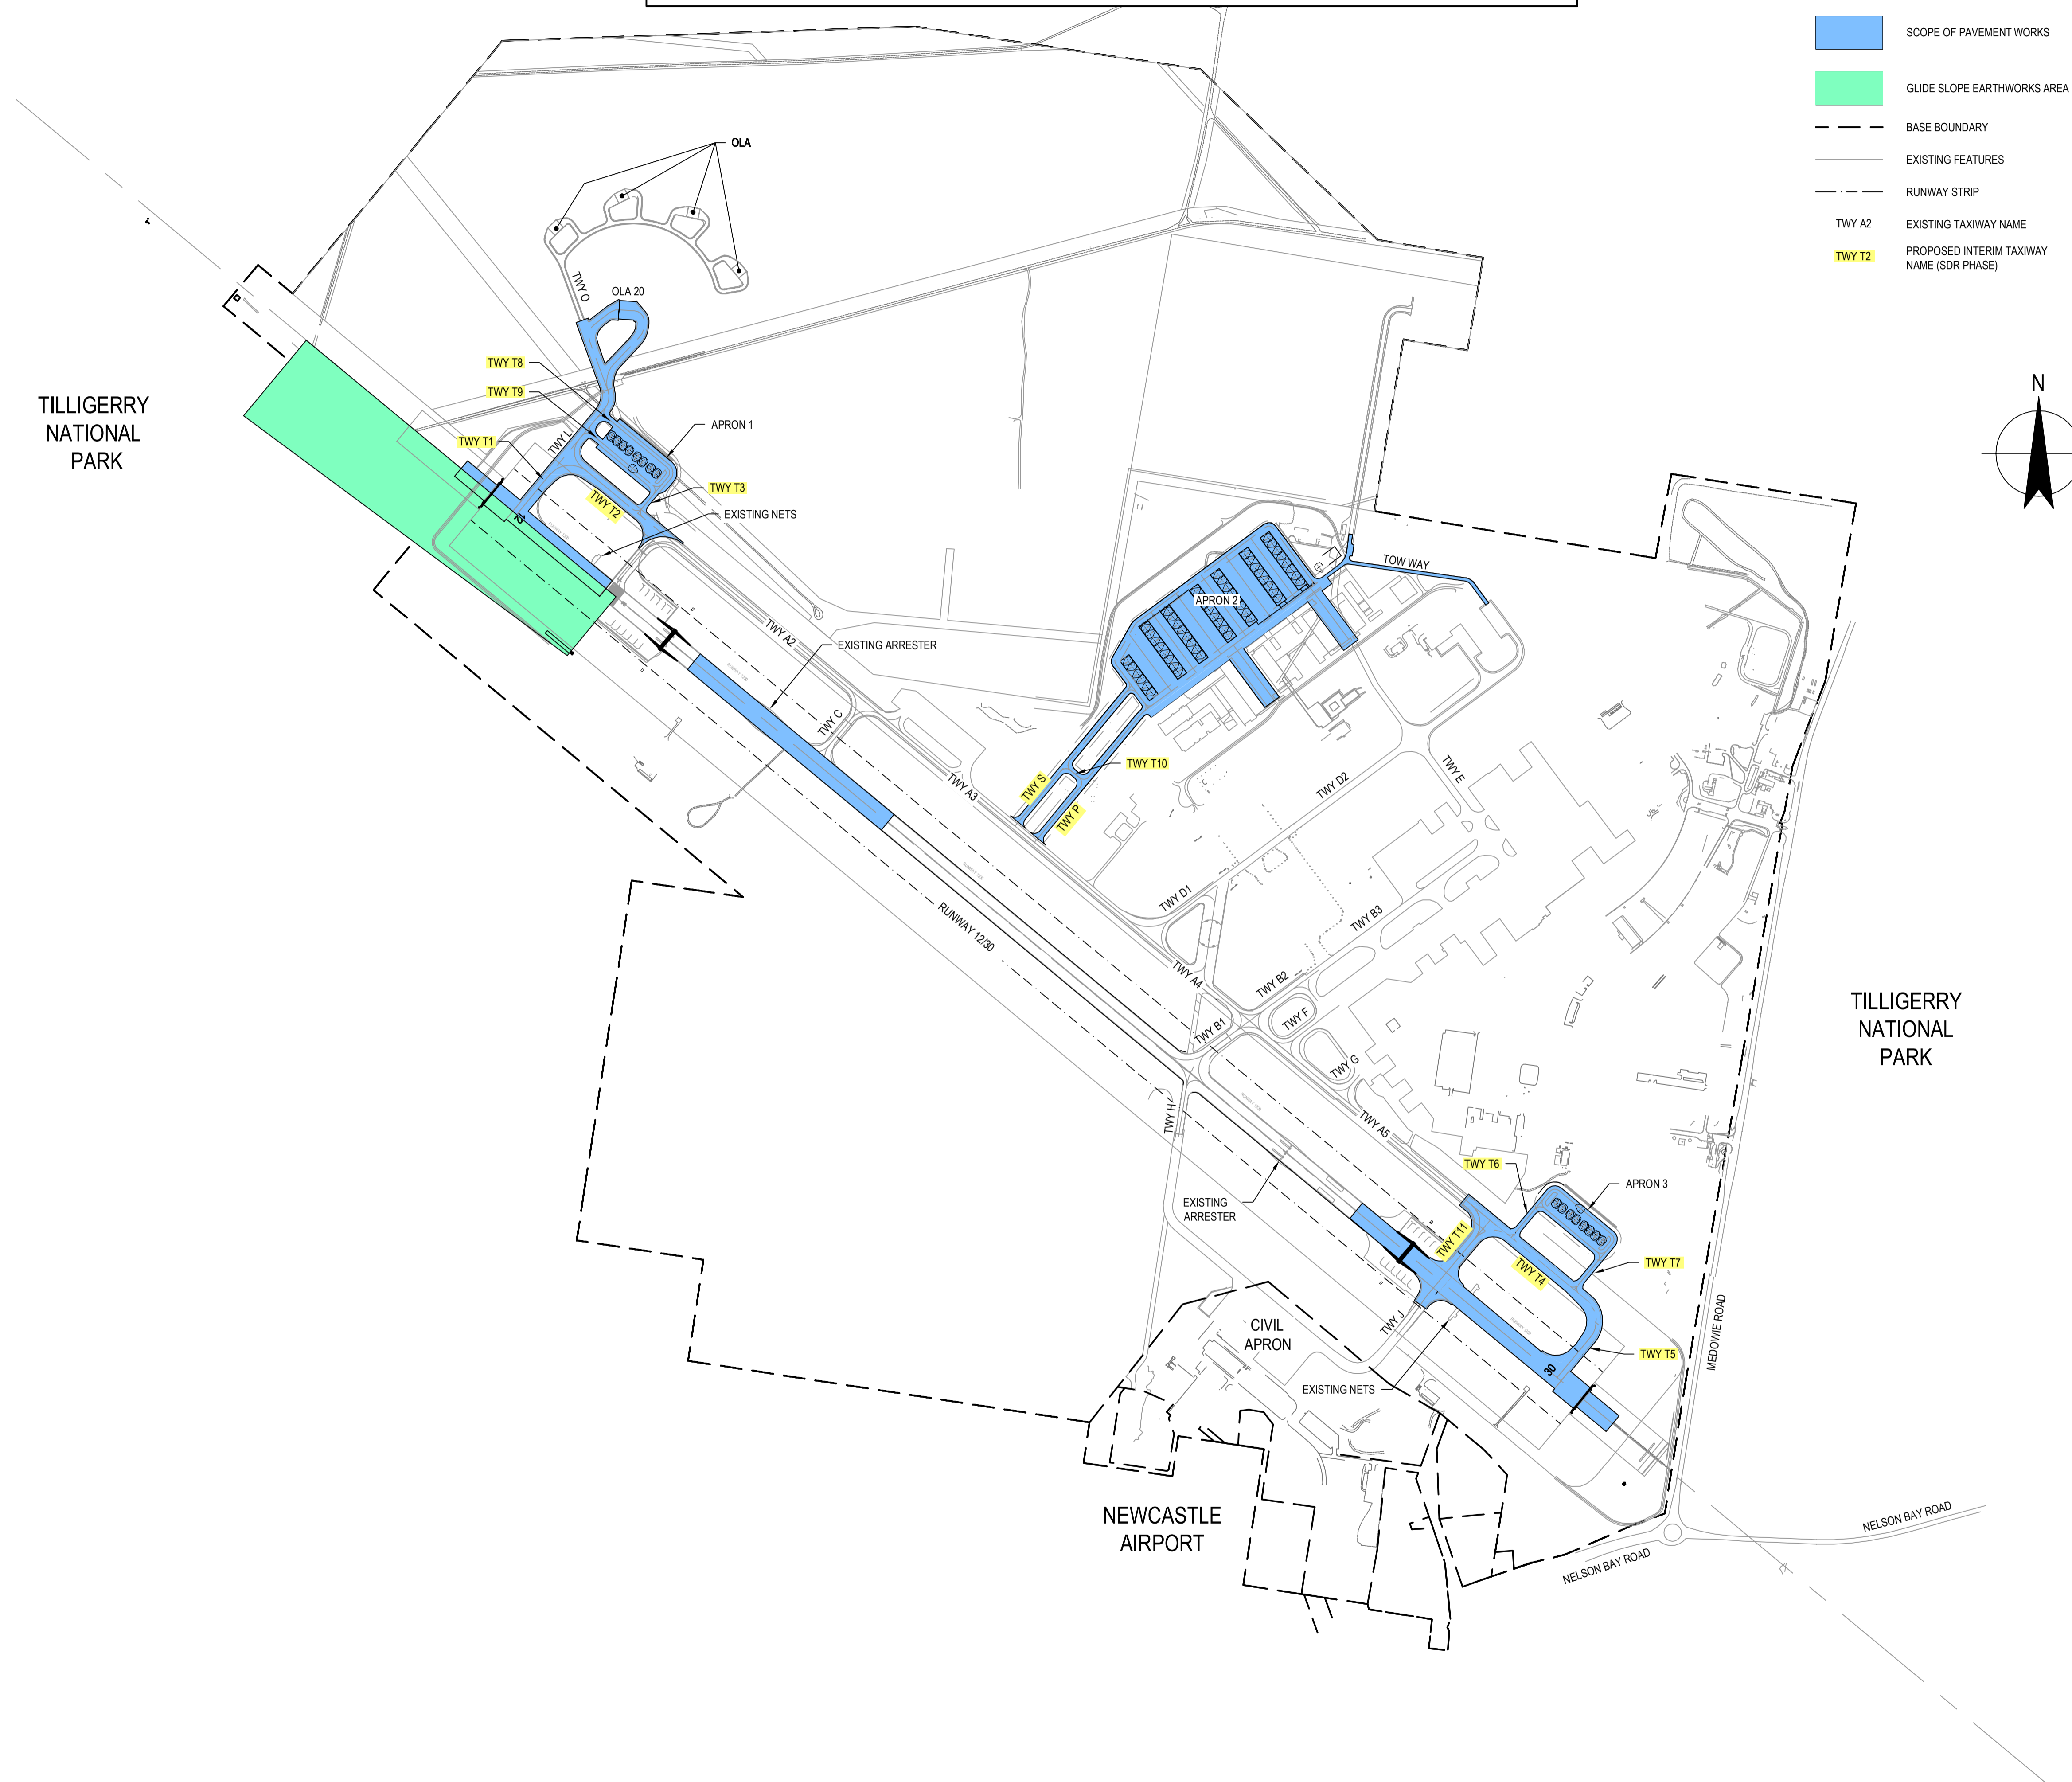 SCOPE OF PAVEMENT WORKS
GLIDE SLOPE EARTHWORKS AREA
BASE BOUNDARY
EXISTING FEATURES
RUNWAY STRIP
TWY A2
EXISTING TAXIWAY NAME
TWY T2
PROPOSED INTERIM TAXIWAY
NAME (SDR PHASE)
N
OLA
TWY O
OLA 20
TWY T8
TWY T9
TWY L
TWY T1
APRON 1
TWY T3
TWY T2
EXISTING NETS
12
TILLIGERRY
NATIONAL
PARK
TWY A2
EXISTING ARRESTER
TWY C
TWY A3
APRON 2
TOW WAY
TWY S
TWY T10
TWY P
TWY D2
TWY E
TWY D1
TWY B3
RUNWAY 12/30
TWY A4
TWY B2
TWY F
TWY B1
TWY G
TWY H
TWY A5
TILLIGERRY
NATIONAL
PARK
TWY T6
APRON 3
EXISTING
ARRESTER
TWY T11
TWY T4
TWY T7
TWY J
CIVIL
APRON
TWY T5
30
EXISTING NETS
MEDOWIE ROAD
NEWCASTLE
AIRPORT
NELSON BAY ROAD
NELSON BAY ROAD